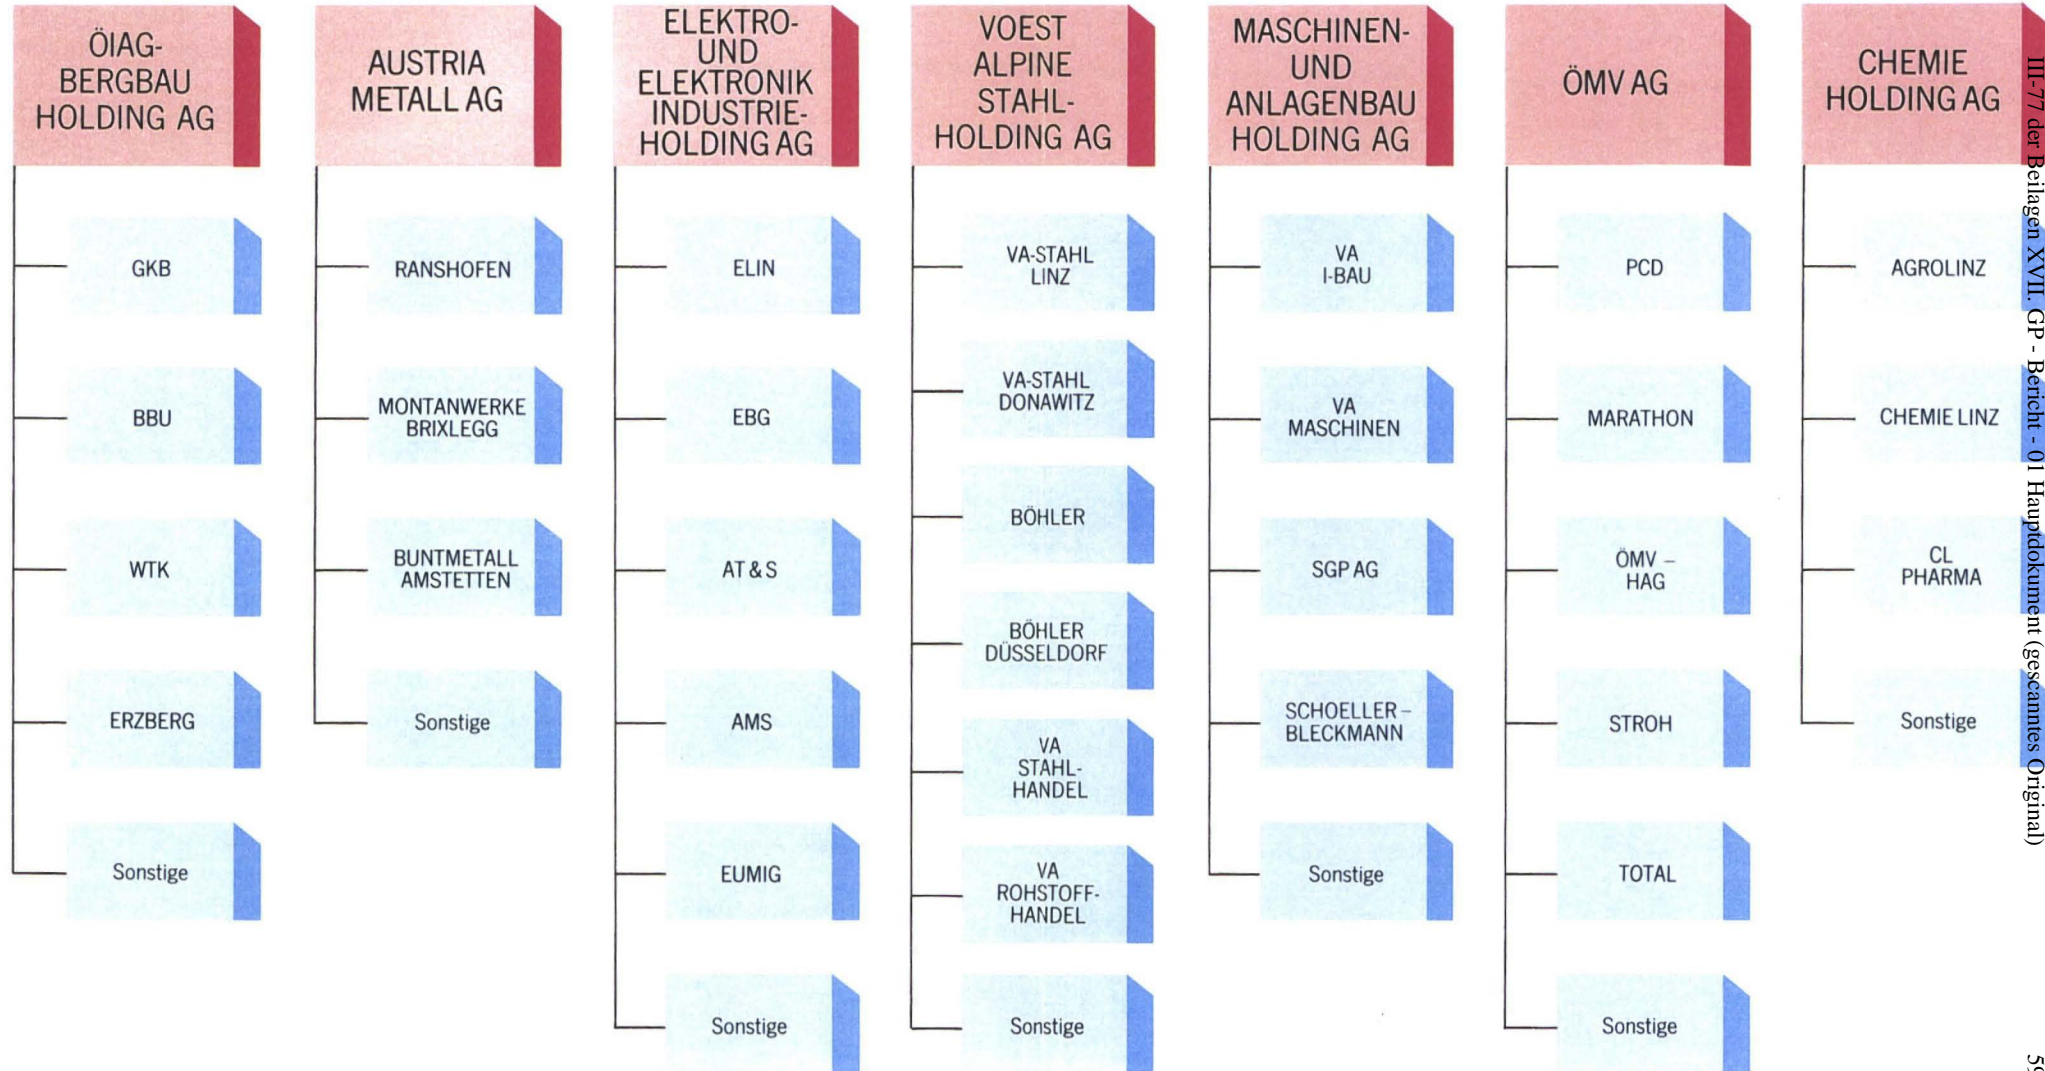 ÖIAG-
BERGBAU
HOLDING AG
GKB
BBU
WTK
ERZBERG
Sonstige
AUSTRIA
METALL AG
RANSHOFEN
MONTANWERKE
BRIXLEGG
BUNTMETALL
AMSTETTEN
Sonstige
ELEKTRO-
UND
ELEKTRONIK
INDUSTRIE-
HOLDING AG
ELIN
EBG
AT & S
AMS
EUMIG
Sonstige
VOEST
ALPINE
STAHL-
HOLDING AG
VA-STAHL
LINZ
VA-STAHL
DONAWITZ
BÖHLER
BÖHLER
DÜSSELDORF
VA
STAHL-
HANDEL
VA
ROHSTOFF-
HANDEL
Sonstige
MASCHINEN-
UND
ANLAGENBAU
HOLDING AG
VA
I-BAU
VA
MASCHINEN
SGP AG
SCHOELLER –
BLECKMANN
Sonstige
ÖMV AG
PCD
MARATHON
ÖMV –
HAG
STROH
TOTAL
Sonstige
CHEMIE
HOLDING AG
AGROLINZ
CHEMIE LINZ
CL
PHARMA
Sonstige
III-77 der Beilagen XVII. GP - Bericht - 01 Hauptdokument (gescanntes Original)